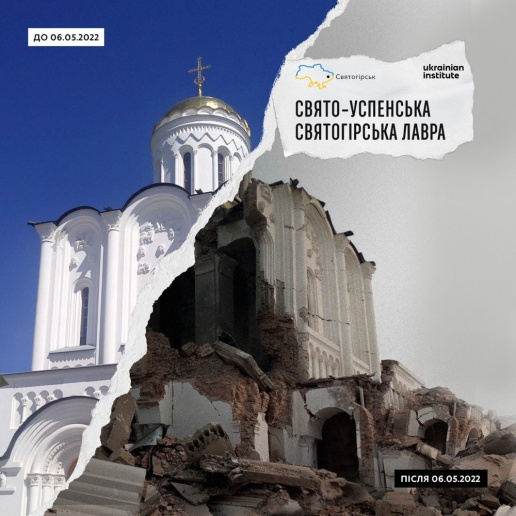 ДО 06.05.2022
Святогірськ
ukrainian
institute
СВЯТО-УСПЕНСЬКА
СВЯТОГІРСЬКА ЛАВРА
ПІСЛЯ 06.05.2022